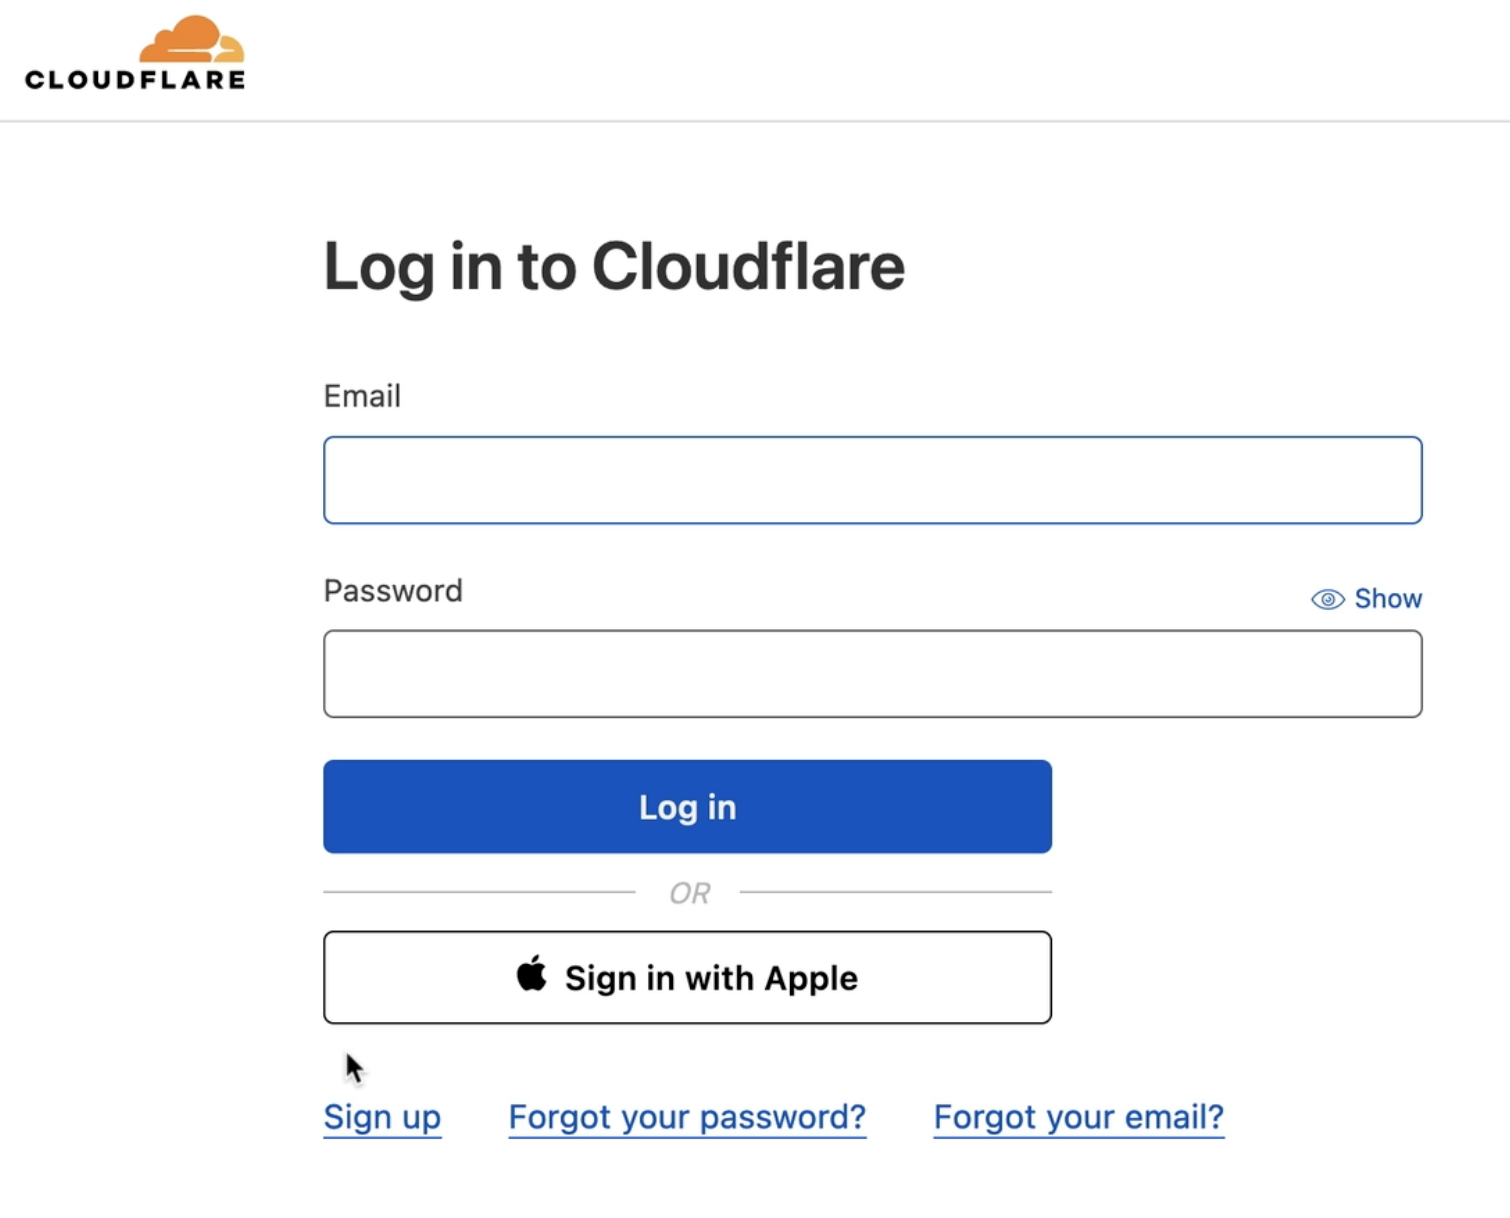 CLOUDFLARE
Log in to Cloudflare
Email
Password
Show
Log in
OR
Sign in with Apple
Sign up Forgot your password? Forgot your email?